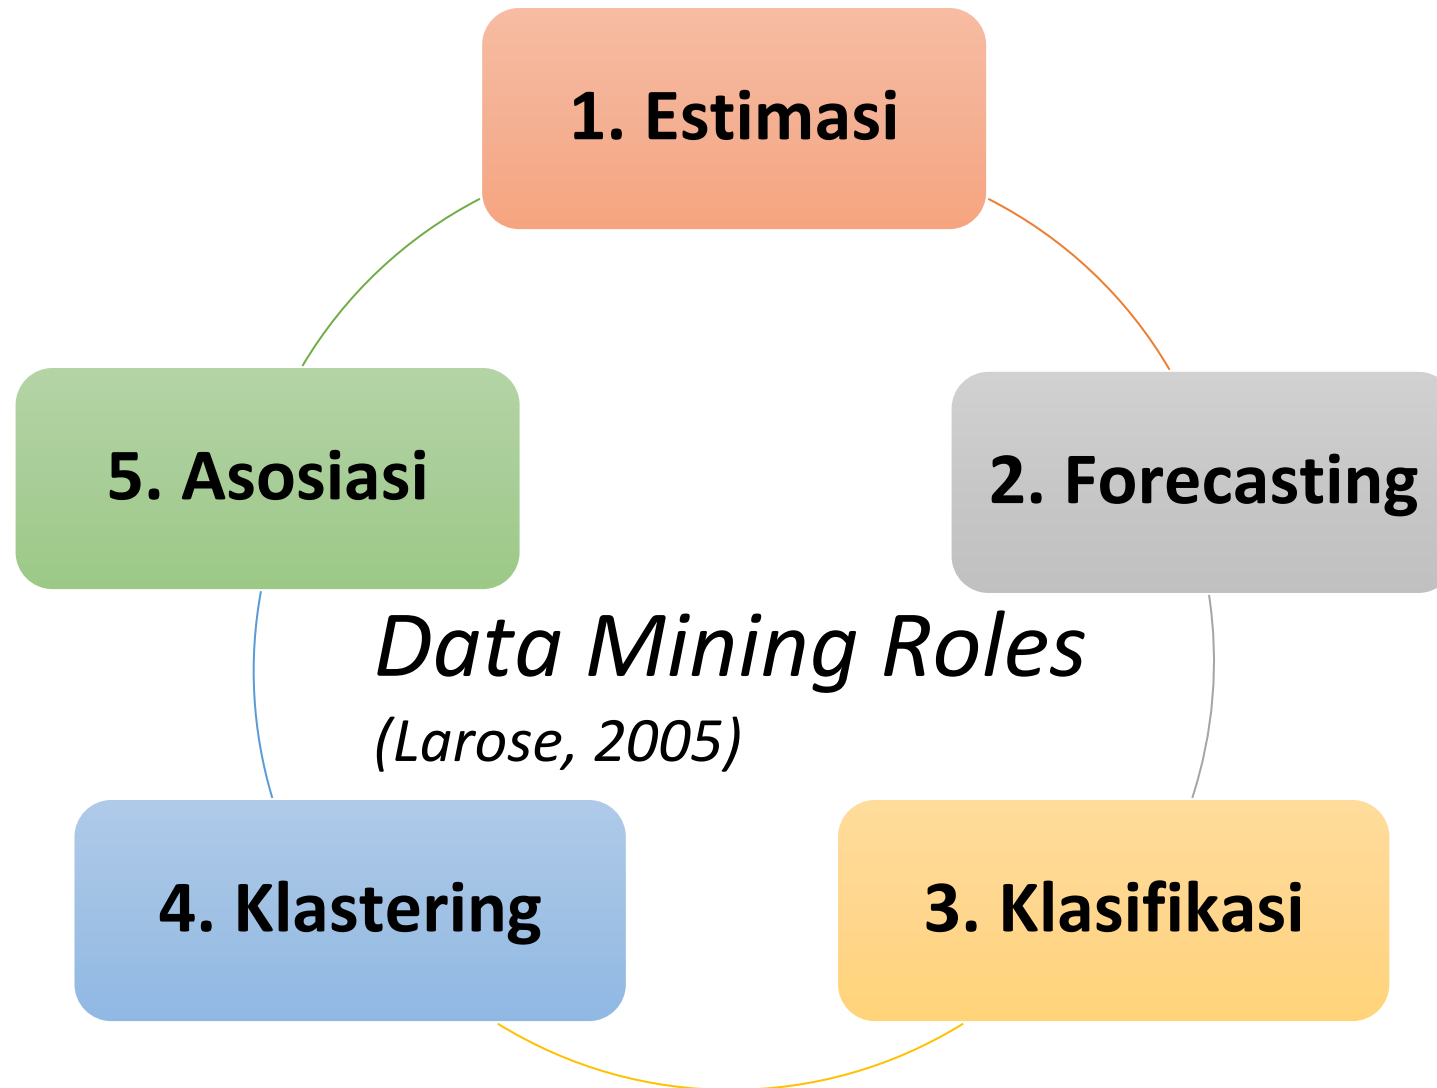 1. Estimasi
2. Forecasting
3. Klasifikasi
4. Klastering
5. Asosiasi
Data Mining Roles
(Larose, 2005)